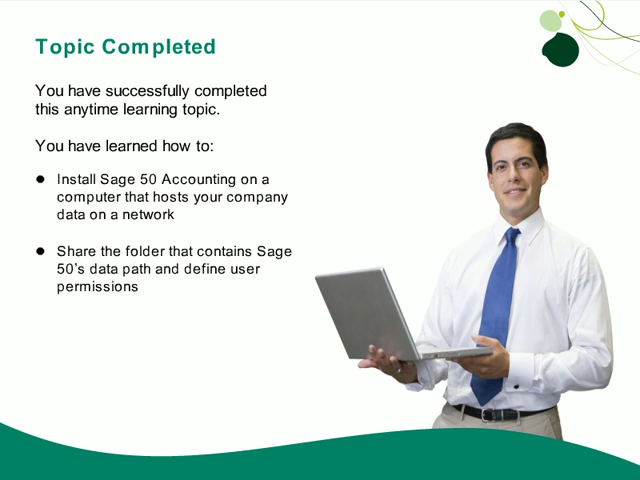 Topic Completed
You have successfully completed
this anytime learning topic.
You have learned how to:
● Install Sage 50 Accounting on a
computer that hosts your company
data on a network
● Share the folder that contains Sage
50's data path and define user
permissions